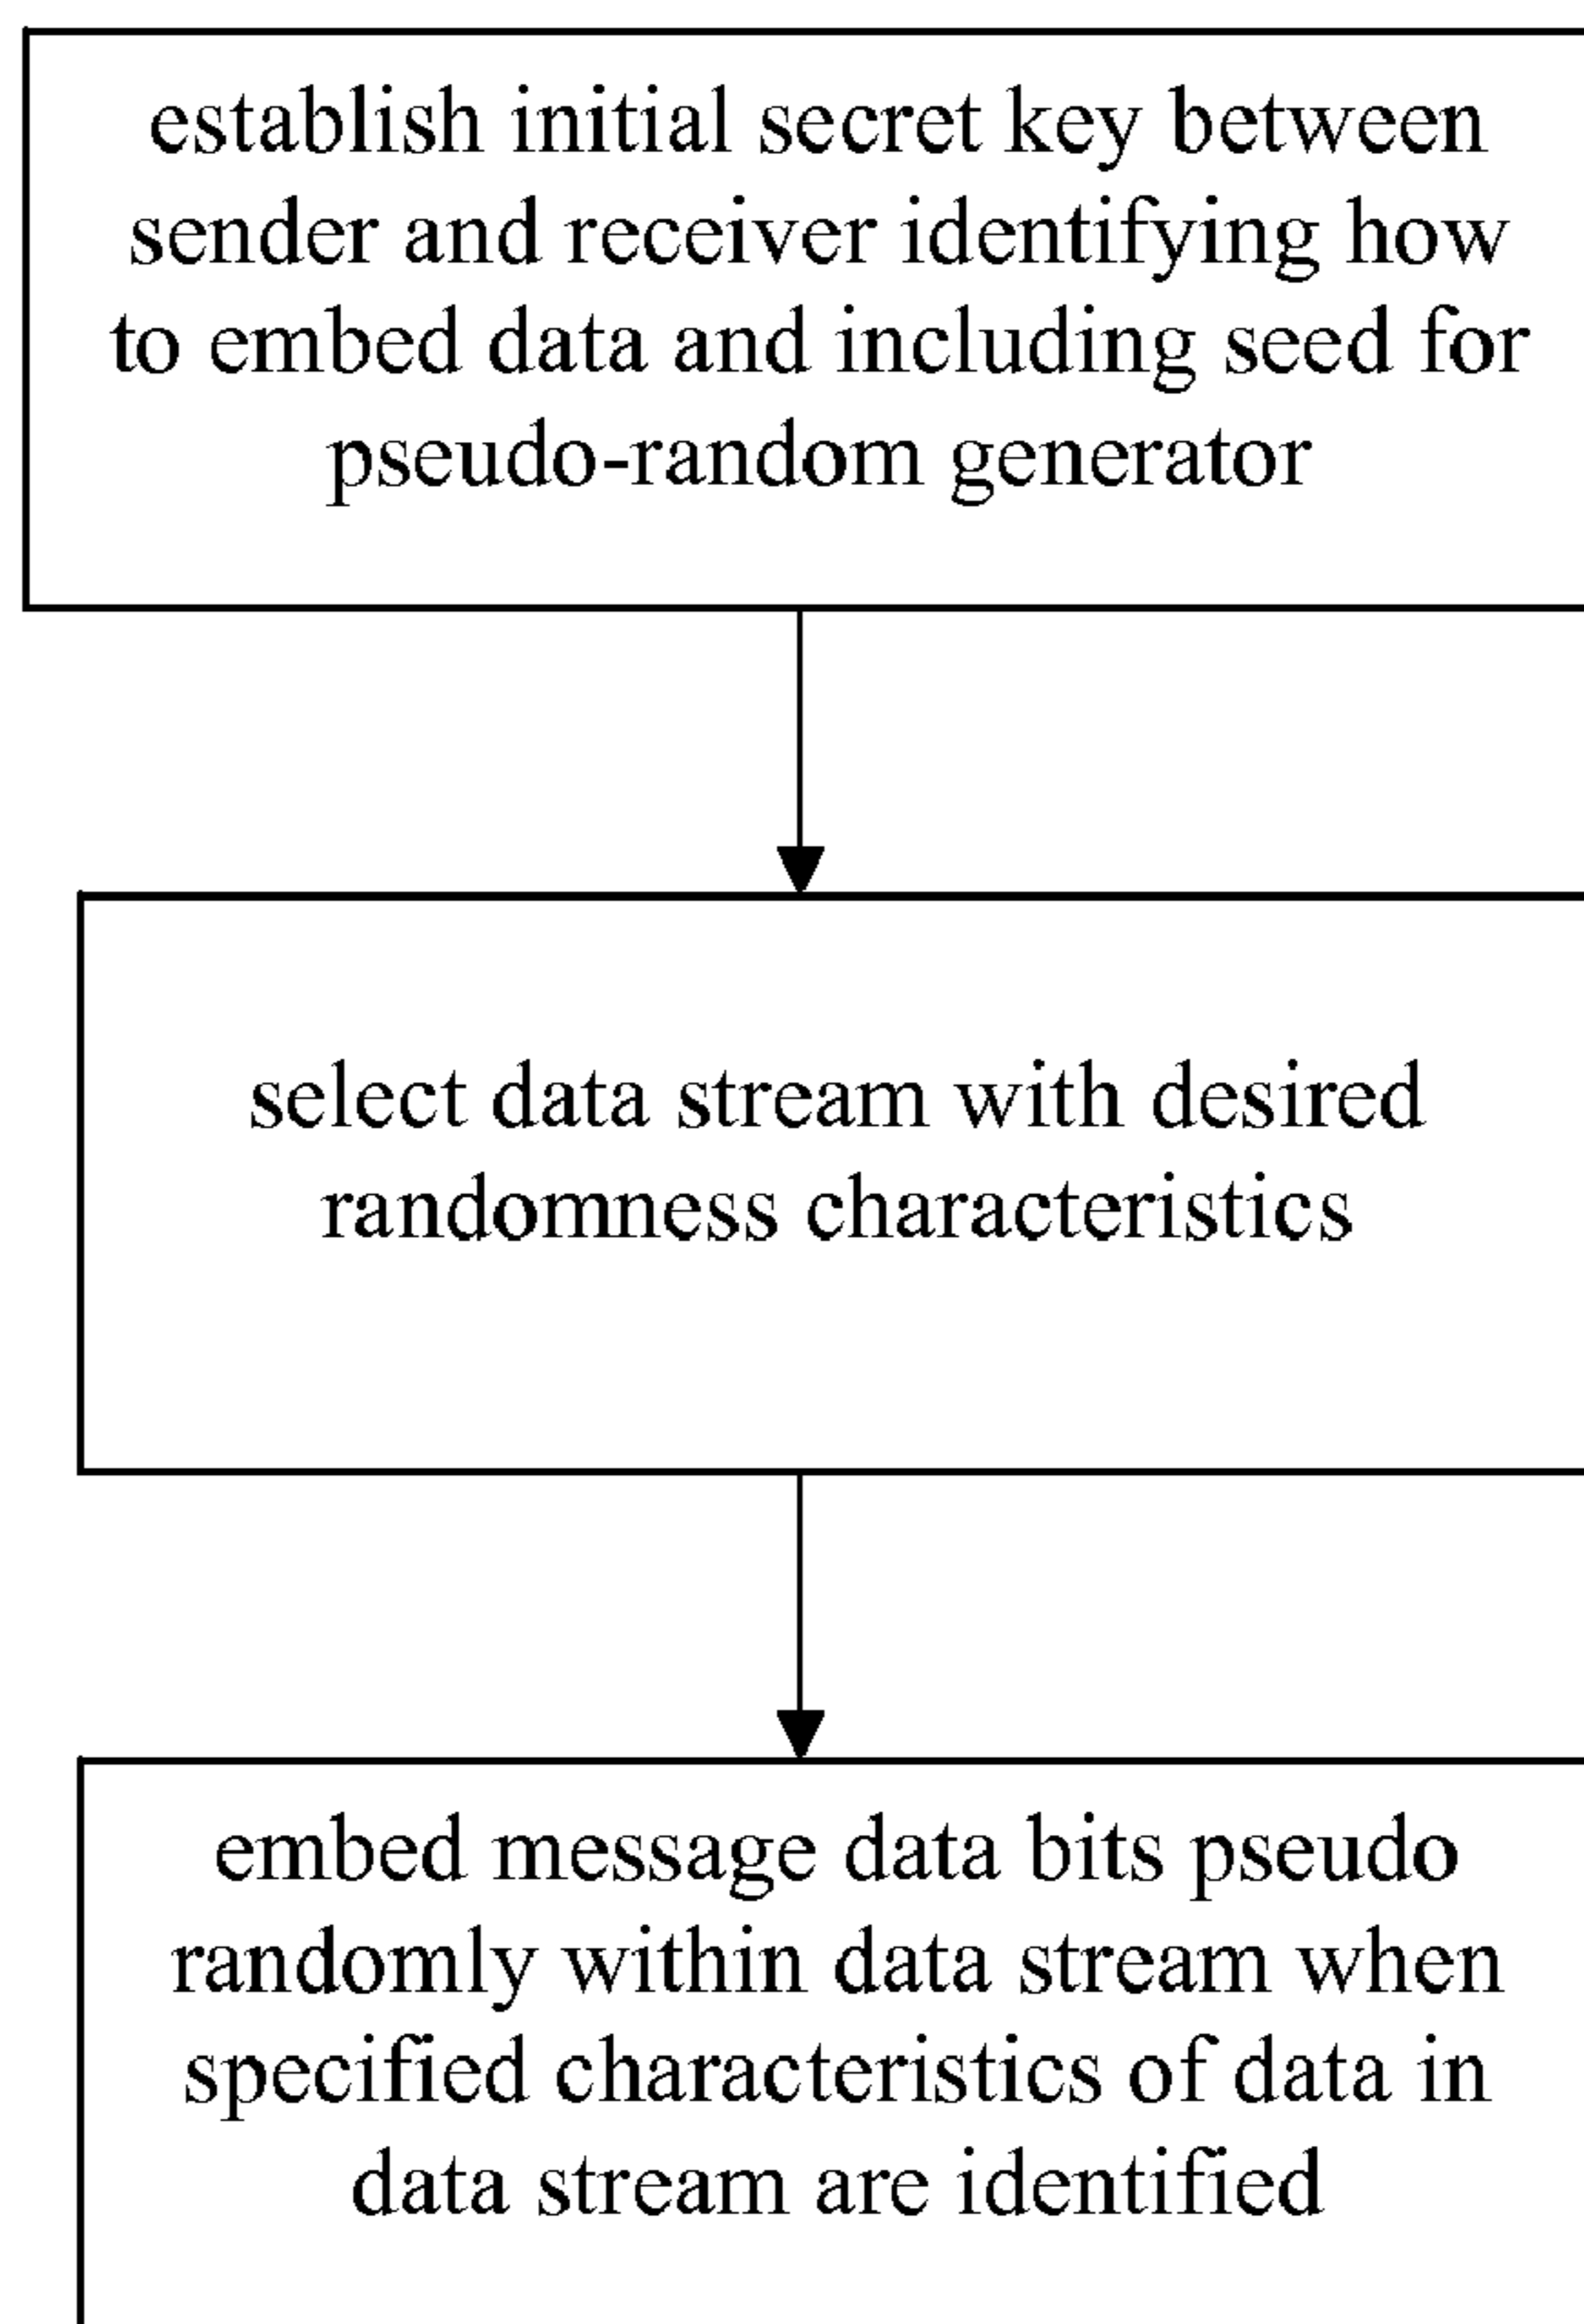 establish initial secret key between
sender and receiver identifying how
to embed data and including seed for
pseudo-random generator
select data stream with desired
randomness characteristics
embed message data bits pseudo
randomly within data stream when
specified characteristics of data in
data stream are identified